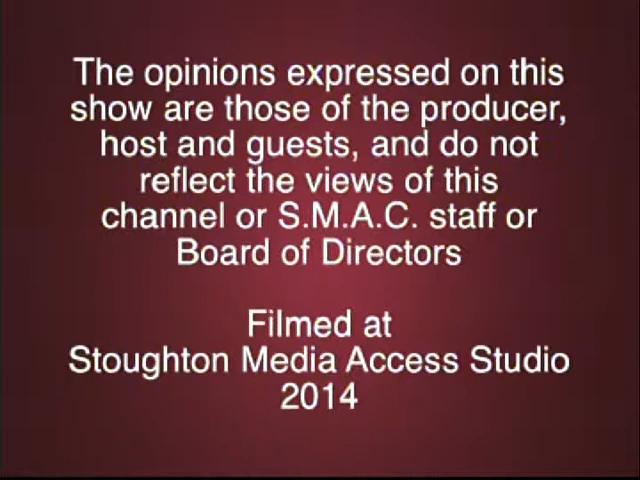 The opinions expressed on this
show are those of the producer,
host and guests, and do not
reflect the views of this
channel or S.M.A.C. staff or
Board of Directors
Filmed at
Stoughton Media Access Studio
2014